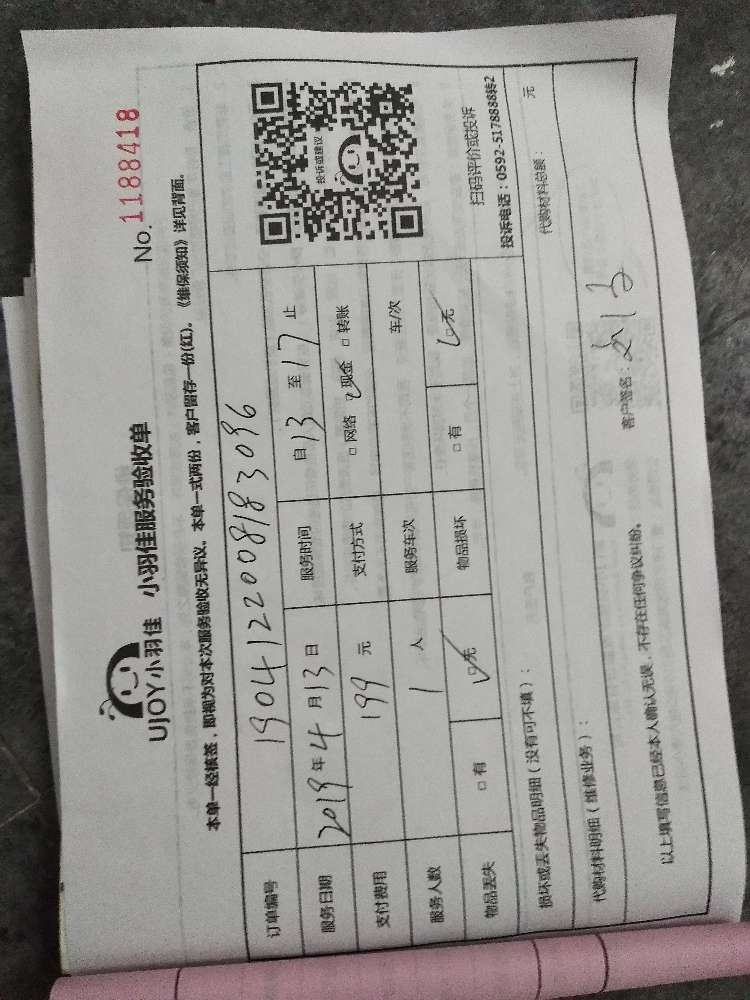 UJOY小羽佳 小羽佳服务验收单 No. 1188418
本单一经核签，即视为对本次服务验收无异议。本单一式两份，客户留存一份(红)。《维保须知》详见背面。
订单编号 1904122008183096
服务日期 2019年4月13日 服务时间 自13至17止
支付费用 199元 支付方式 □网络 ☑现金 □转账
服务人数 1人 服务车次 车/次
物品丢失 □有 ☑无 物品损坏 □有 ☑无
投诉或建议
扫码评价或投诉
投诉电话：0592-5178888转2
损坏或丢失物品明细（没有可不填）：
代购材料明细（维修业务）： 代购材料总额： 元
以上填写信息已经本人确认无误，不存在任何争议纠纷。 客户签名：